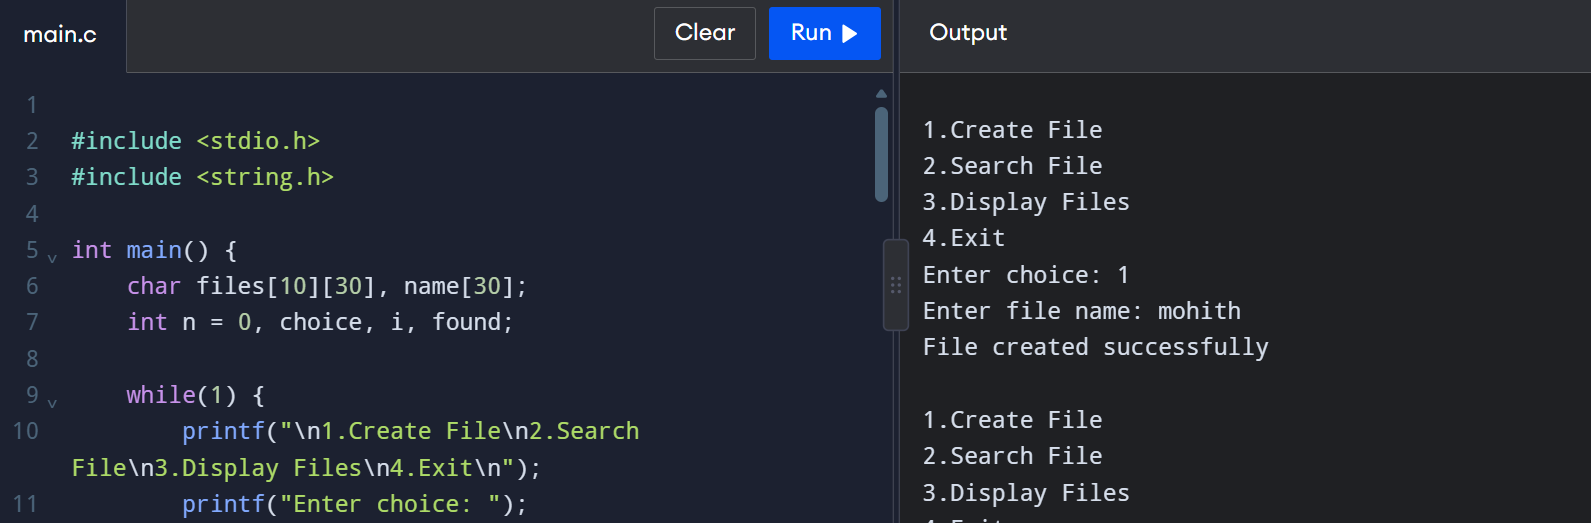 main.c
Clear
Run
Output
1
2 #include <stdio.h>
3 #include <string.h>
4
5 int main() {
6 char files[10][30], name[30];
7 int n = 0, choice, i, found;
8
9 while(1) {
10 printf("\n1.Create File\n2.Search
File\n3.Display Files\n4.Exit\n");
11 printf("Enter choice: ");
1.Create File
2.Search File
3.Display Files
4.Exit
Enter choice: 1
Enter file name: mohith
File created successfully
1.Create File
2.Search File
3.Display Files
4.Exit